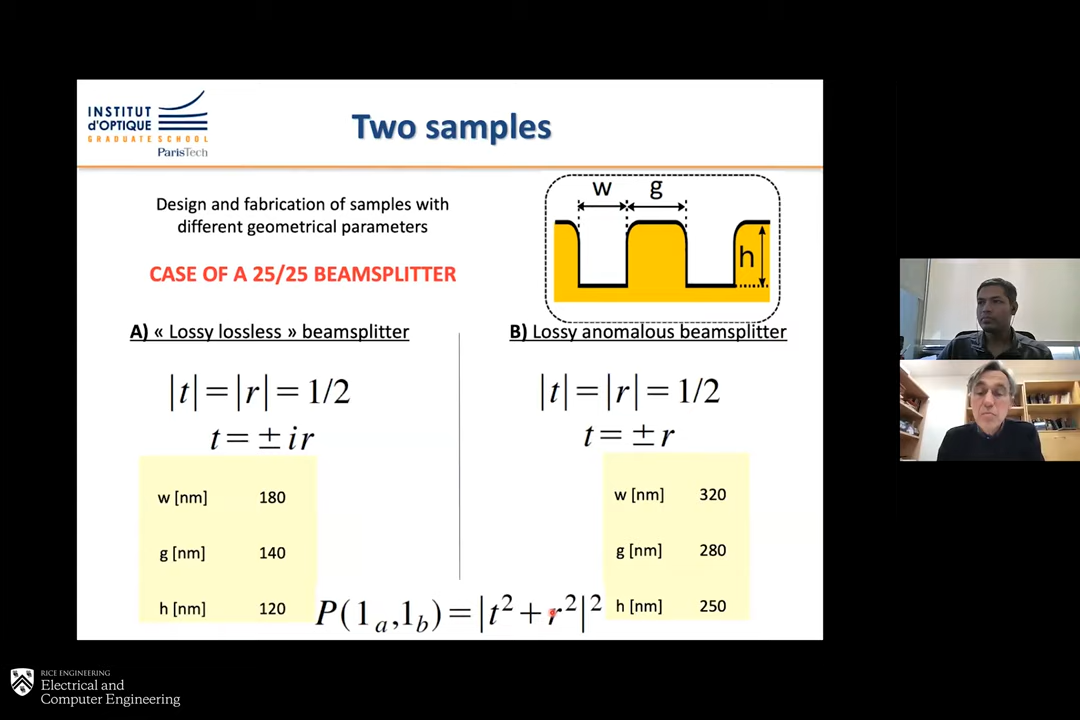 INSTITUT
d'OPTIQUE
GRADUATE SCHOOL
ParisTech
Two samples
Design and fabrication of samples with
different geometrical parameters
CASE OF A 25/25 BEAMSPLITTER
w g
h
A) « Lossy lossless » beamsplitter
|t|=|r|=1/2
t=±ir
w [nm] 180
g [nm] 140
h [nm] 120
B) Lossy anomalous beamsplitter
|t|=|r|=1/2
t=±r
w [nm] 320
g [nm] 280
h [nm] 250
P(1ₐ,1_b)=|t²+r²|²
RICE ENGINEERING
Electrical and
Computer Engineering